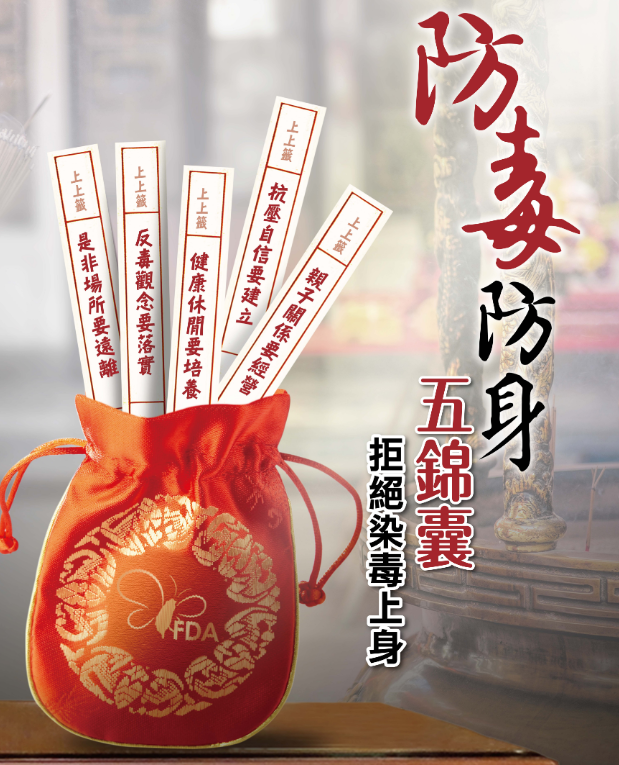 防毒防身
五錦囊
拒絕染毒上身
上上籤
是非場所要遠離
上上籤
反毒觀念要落實
上上籤
健康休閒要培養
上上籤
抗壓自信要建立
上上籤
親子關係要經營
FDA